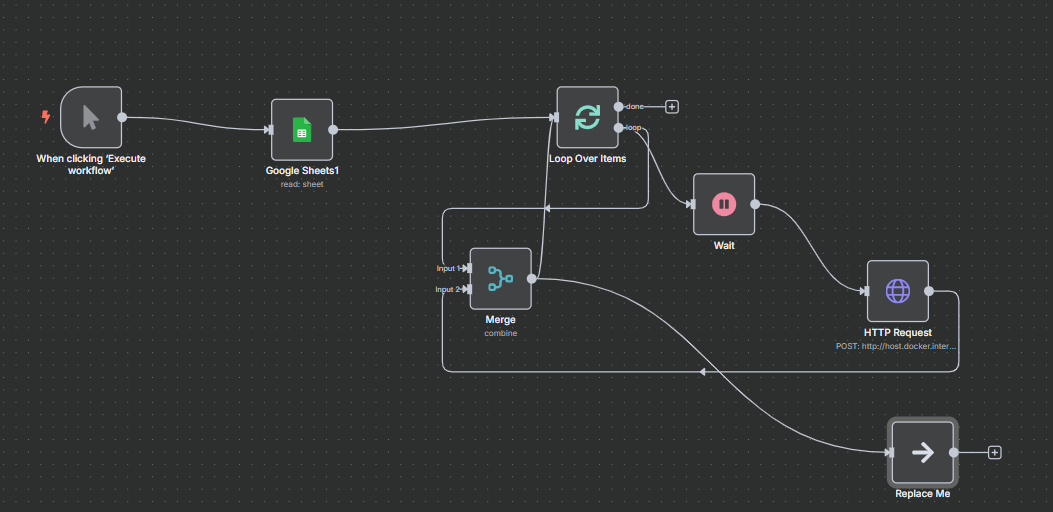 When clicking ‘Execute
workflow’
Google Sheets1
read: sheet
done
loop
Loop Over Items
Wait
Input 1
Input 2
Merge
combine
HTTP Request
POST: http://host.docker.inter...
Replace Me